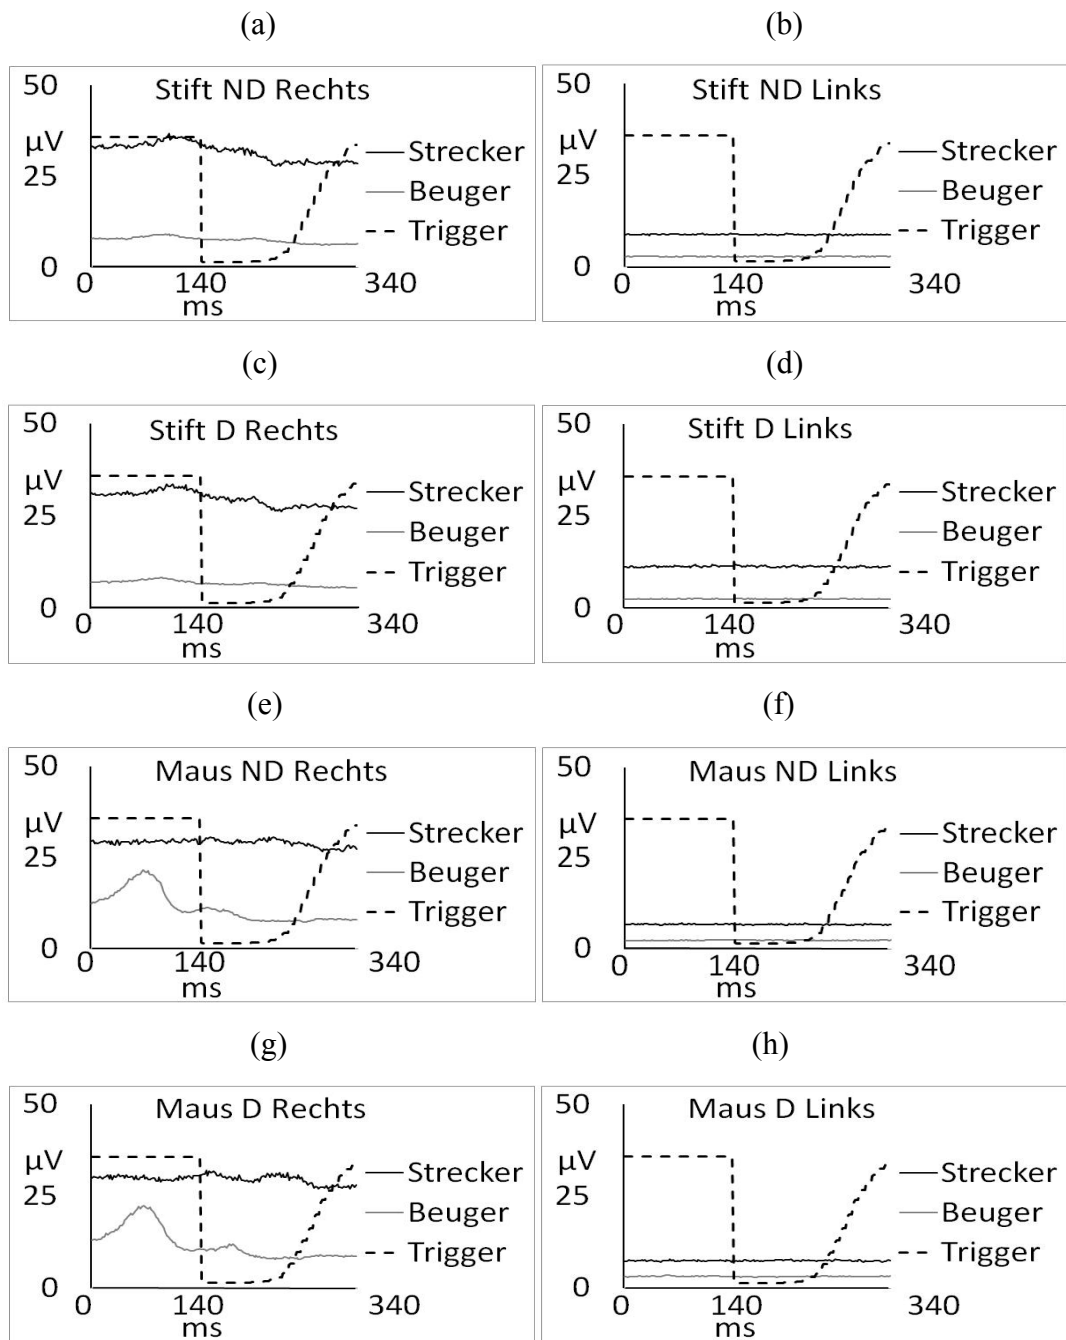 (a)
(b)
Stift ND Rechts
50
µV
25
0
0
140
340
ms
Strecker
Beuger
Trigger
Stift ND Links
50
µV
25
0
0
140
340
ms
Strecker
Beuger
Trigger
(c)
(d)
Stift D Rechts
50
µV
25
0
0
140
340
ms
Strecker
Beuger
Trigger
Stift D Links
50
µV
25
0
0
140
340
ms
Strecker
Beuger
Trigger
(e)
(f)
Maus ND Rechts
50
µV
25
0
0
140
340
ms
Strecker
Beuger
Trigger
Maus ND Links
50
µV
25
0
0
140
340
ms
Strecker
Beuger
Trigger
(g)
(h)
Maus D Rechts
50
µV
25
0
0
140
340
ms
Strecker
Beuger
Trigger
Maus D Links
50
µV
25
0
0
140
340
ms
Strecker
Beuger
Trigger